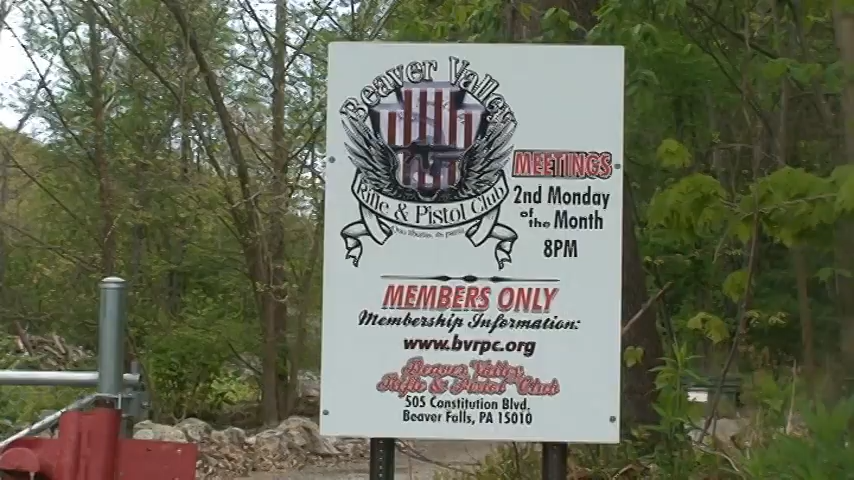 Beaver Valley
Rifle & Pistol Club
MEETINGS
2nd Monday
of the Month
8PM
MEMBERS ONLY
Membership Information:
www.bvrpc.org
Beaver Valley
Rifle & Pistol Club
505 Constitution Blvd.
Beaver Falls, PA 15010